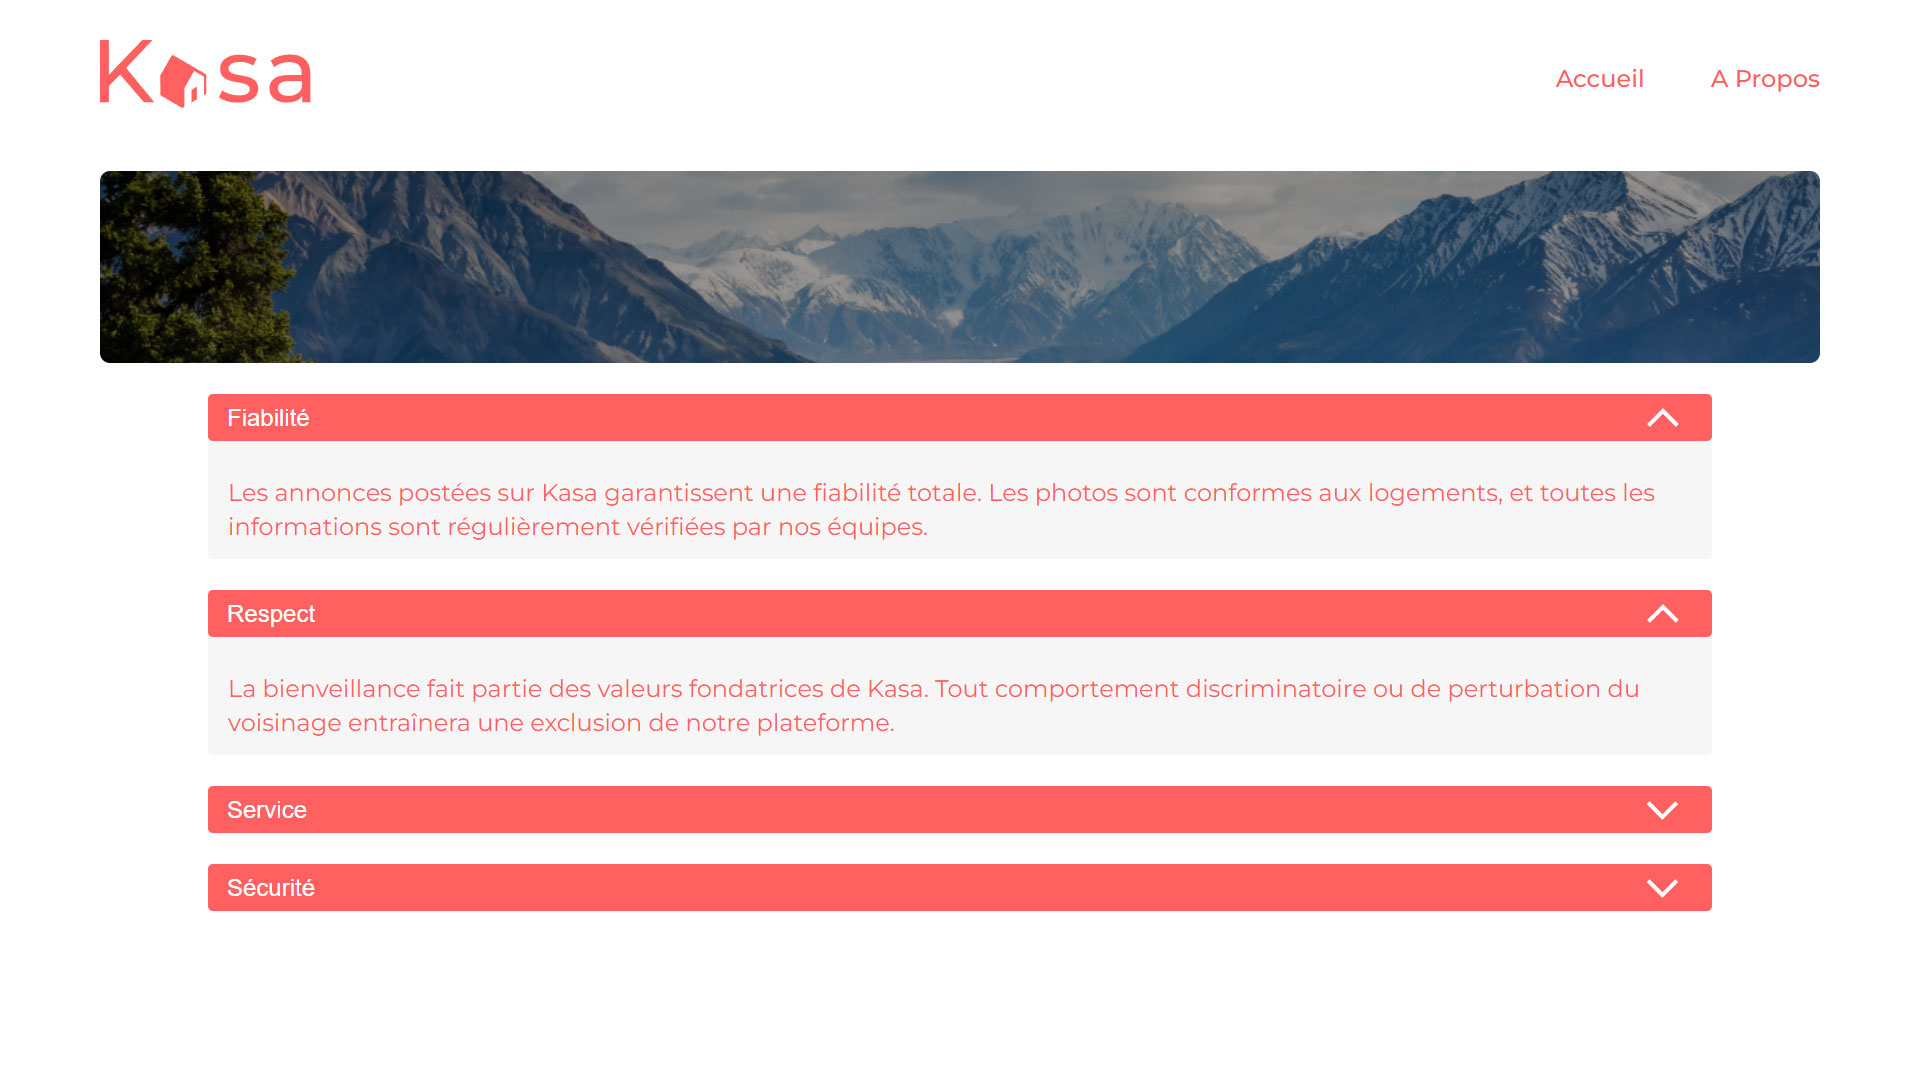 Kasa
Accueil
A Propos
Fiabilité
Les annonces postées sur Kasa garantissent une fiabilité totale. Les photos sont conformes aux logements, et toutes les
informations sont régulièrement vérifiées par nos équipes.
Respect
La bienveillance fait partie des valeurs fondatrices de Kasa. Tout comportement discriminatoire ou de perturbation du
voisinage entraînera une exclusion de notre plateforme.
Service
Sécurité